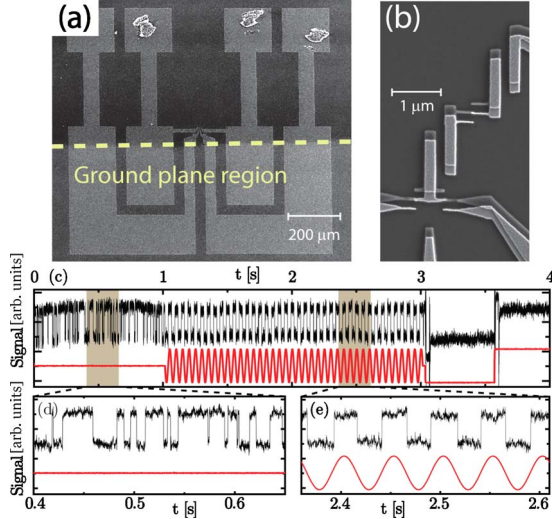 (a)
Ground plane region
200 μm
(b)
1 μm
0 (c) 1 t [s] 2 3 4
Signal [arb. units]
(d)
(e)
Signal [arb. units]
0.4 0.5 0.6
t [s]
2.4 2.5 2.6
t [s]